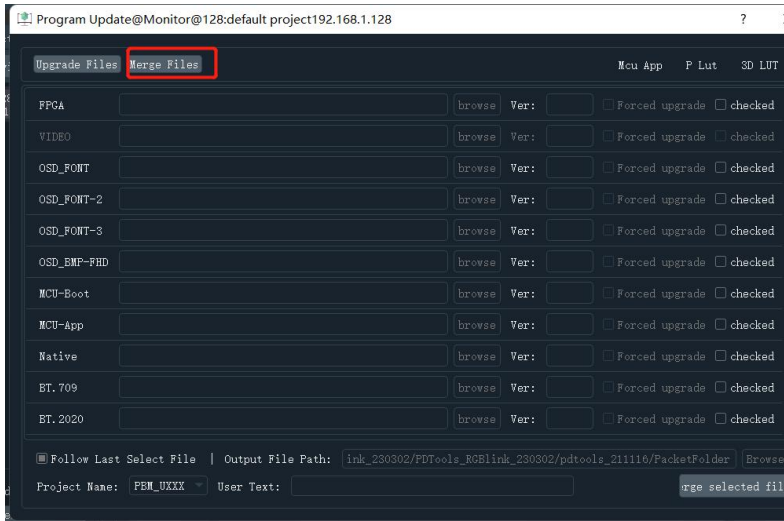 Program Update@Monitor@128:default project192.168.1.128 ?
Upgrade Files Merge Files Mcu App P Lut 3D LUT
FPGA browse Ver: Forced upgrade checked
VIDEO browse Ver: Forced upgrade checked
OSD_FONT browse Ver: Forced upgrade checked
OSD_FONT-2 browse Ver: Forced upgrade checked
OSD_FONT-3 browse Ver: Forced upgrade checked
OSD_BMP-FHD browse Ver: Forced upgrade checked
MCU-Boot browse Ver: Forced upgrade checked
MCU-App browse Ver: Forced upgrade checked
Native browse Ver: Forced upgrade checked
BT.709 browse Ver: Forced upgrade checked
BT.2020 browse Ver: Forced upgrade checked
Follow Last Select File | Output File Path: ink_230302/PDTools_RGBlink_230302/pdtools_211116/PacketFolder Browse
Project Name: PBM_UXXX User Text: rge selected fil